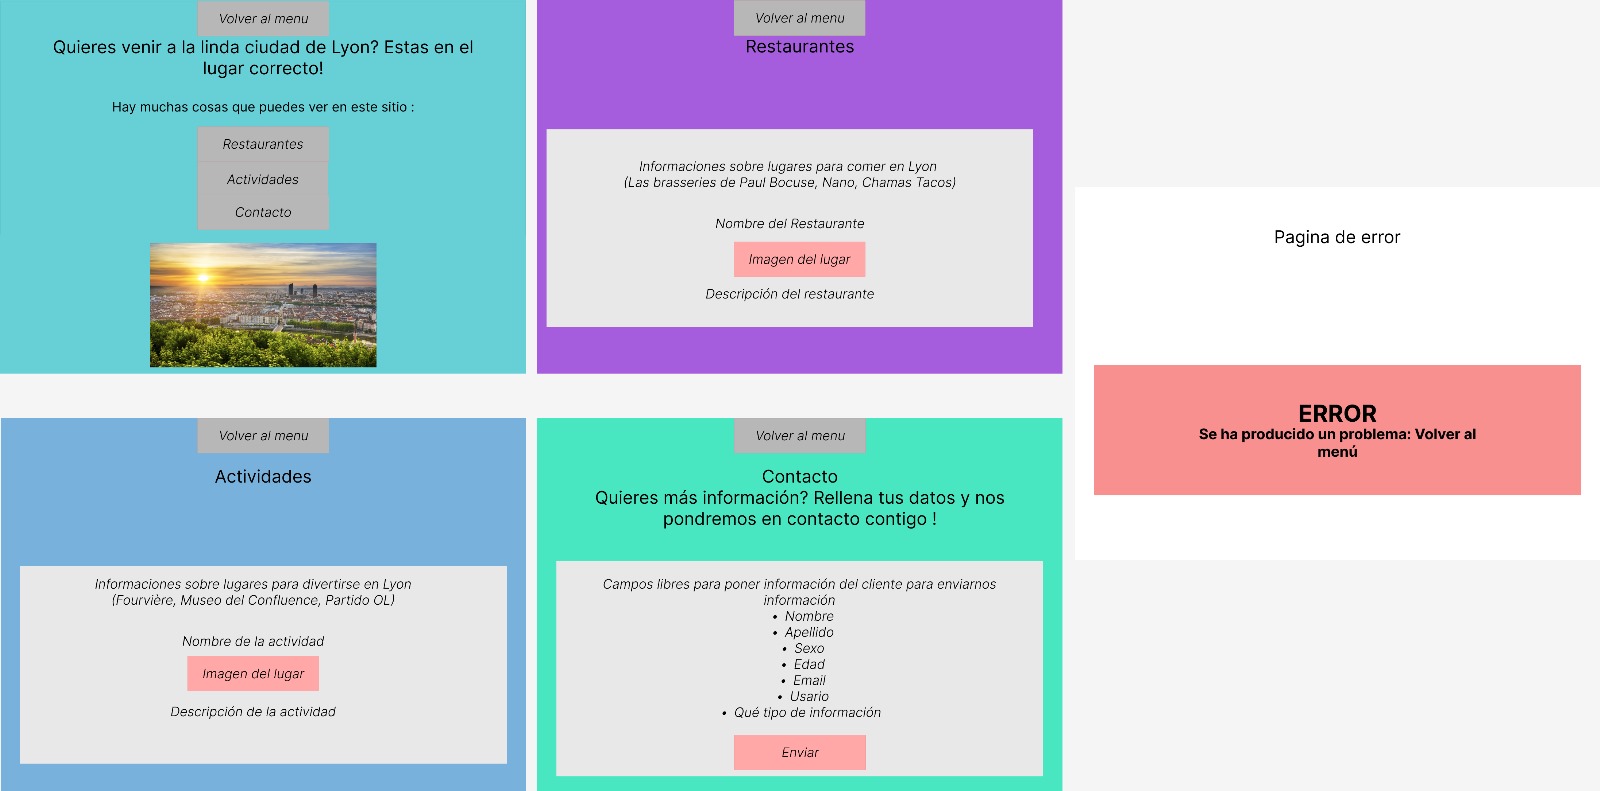 Volver al menu
Quieres venir a la linda ciudad de Lyon? Estas en el
lugar correcto!
Hay muchas cosas que puedes ver en este sitio :
Restaurantes
Actividades
Contacto
Volver al menu
Restaurantes
Informaciones sobre lugares para comer en Lyon
(Las brasseries de Paul Bocuse, Nano, Chamas Tacos)
Nombre del Restaurante
Imagen del lugar
Descripción del restaurante
Pagina de error
ERROR
Se ha producido un problema: Volver al
menú
Volver al menu
Actividades
Informaciones sobre lugares para divertirse en Lyon
(Fourvière, Museo del Confluence, Partido OL)
Nombre de la actividad
Imagen del lugar
Descripción de la actividad
Volver al menu
Contacto
Quieres más información? Rellena tus datos y nos
pondremos en contacto contigo !
Campos libres para poner información del cliente para enviarnos
información
• Nombre
• Apellido
• Sexo
• Edad
• Email
• Usario
• Qué tipo de información
Enviar